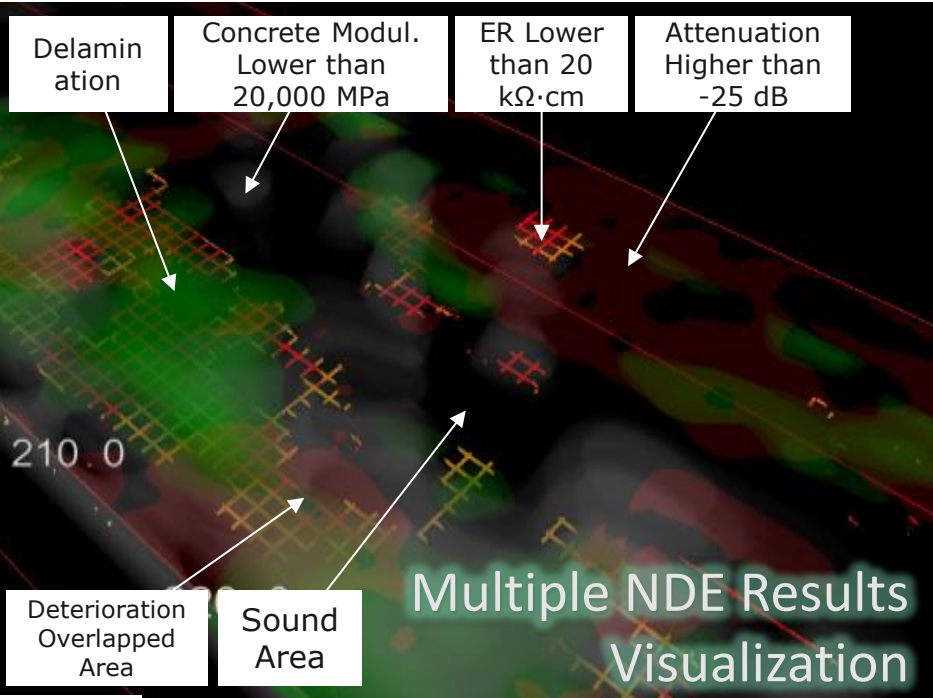 Delamin
ation
Concrete Modul.
Lower than
20,000 MPa
ER Lower
than 20
kΩ·cm
Attenuation
Higher than
-25 dB
210.0
Deterioration
Overlapped
Area
Sound
Area
Multiple NDE Results
Visualization